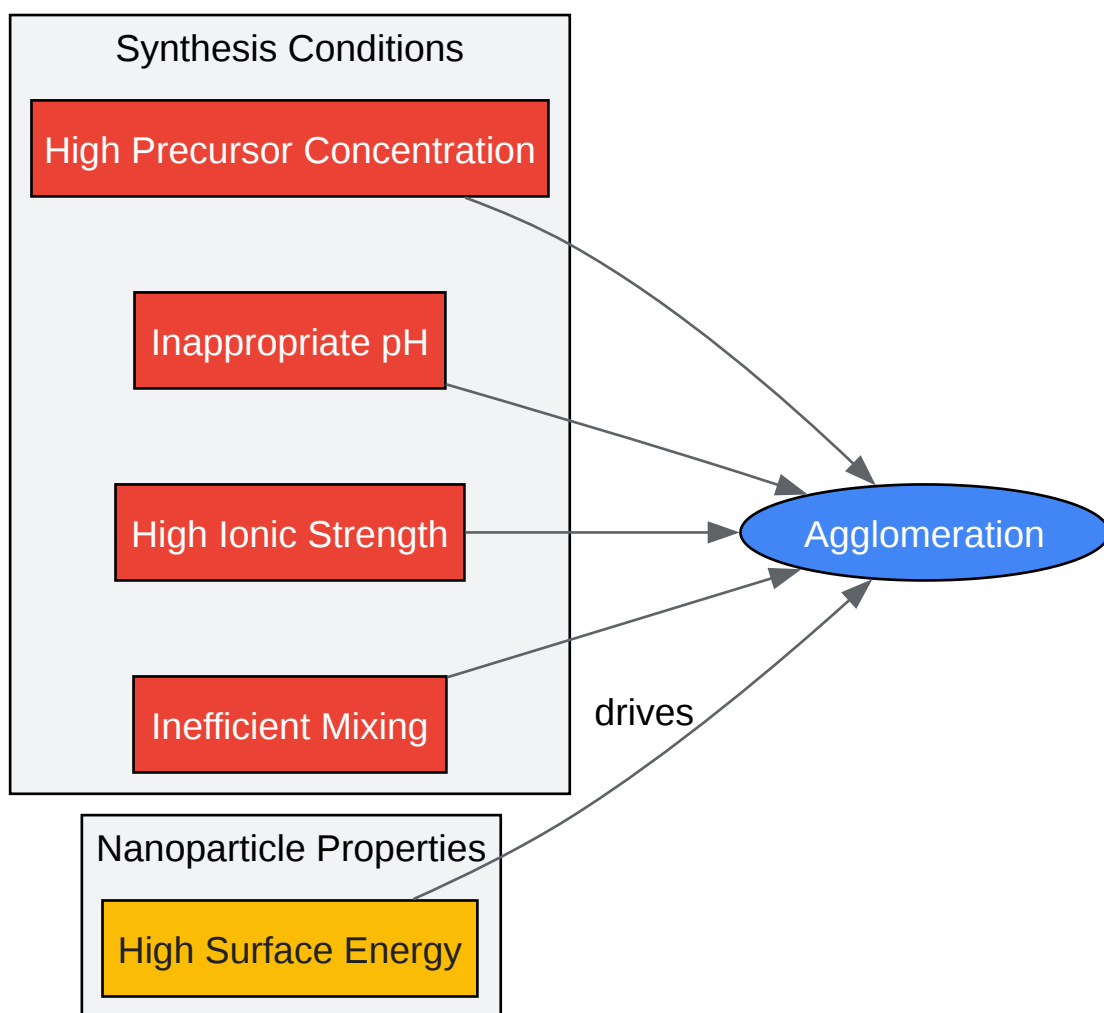 Synthesis Conditions
High Precursor Concentration
Inappropriate pH
High Ionic Strength
Agglomeration
Inefficient Mixing
drives
Nanoparticle Properties
High Surface Energy